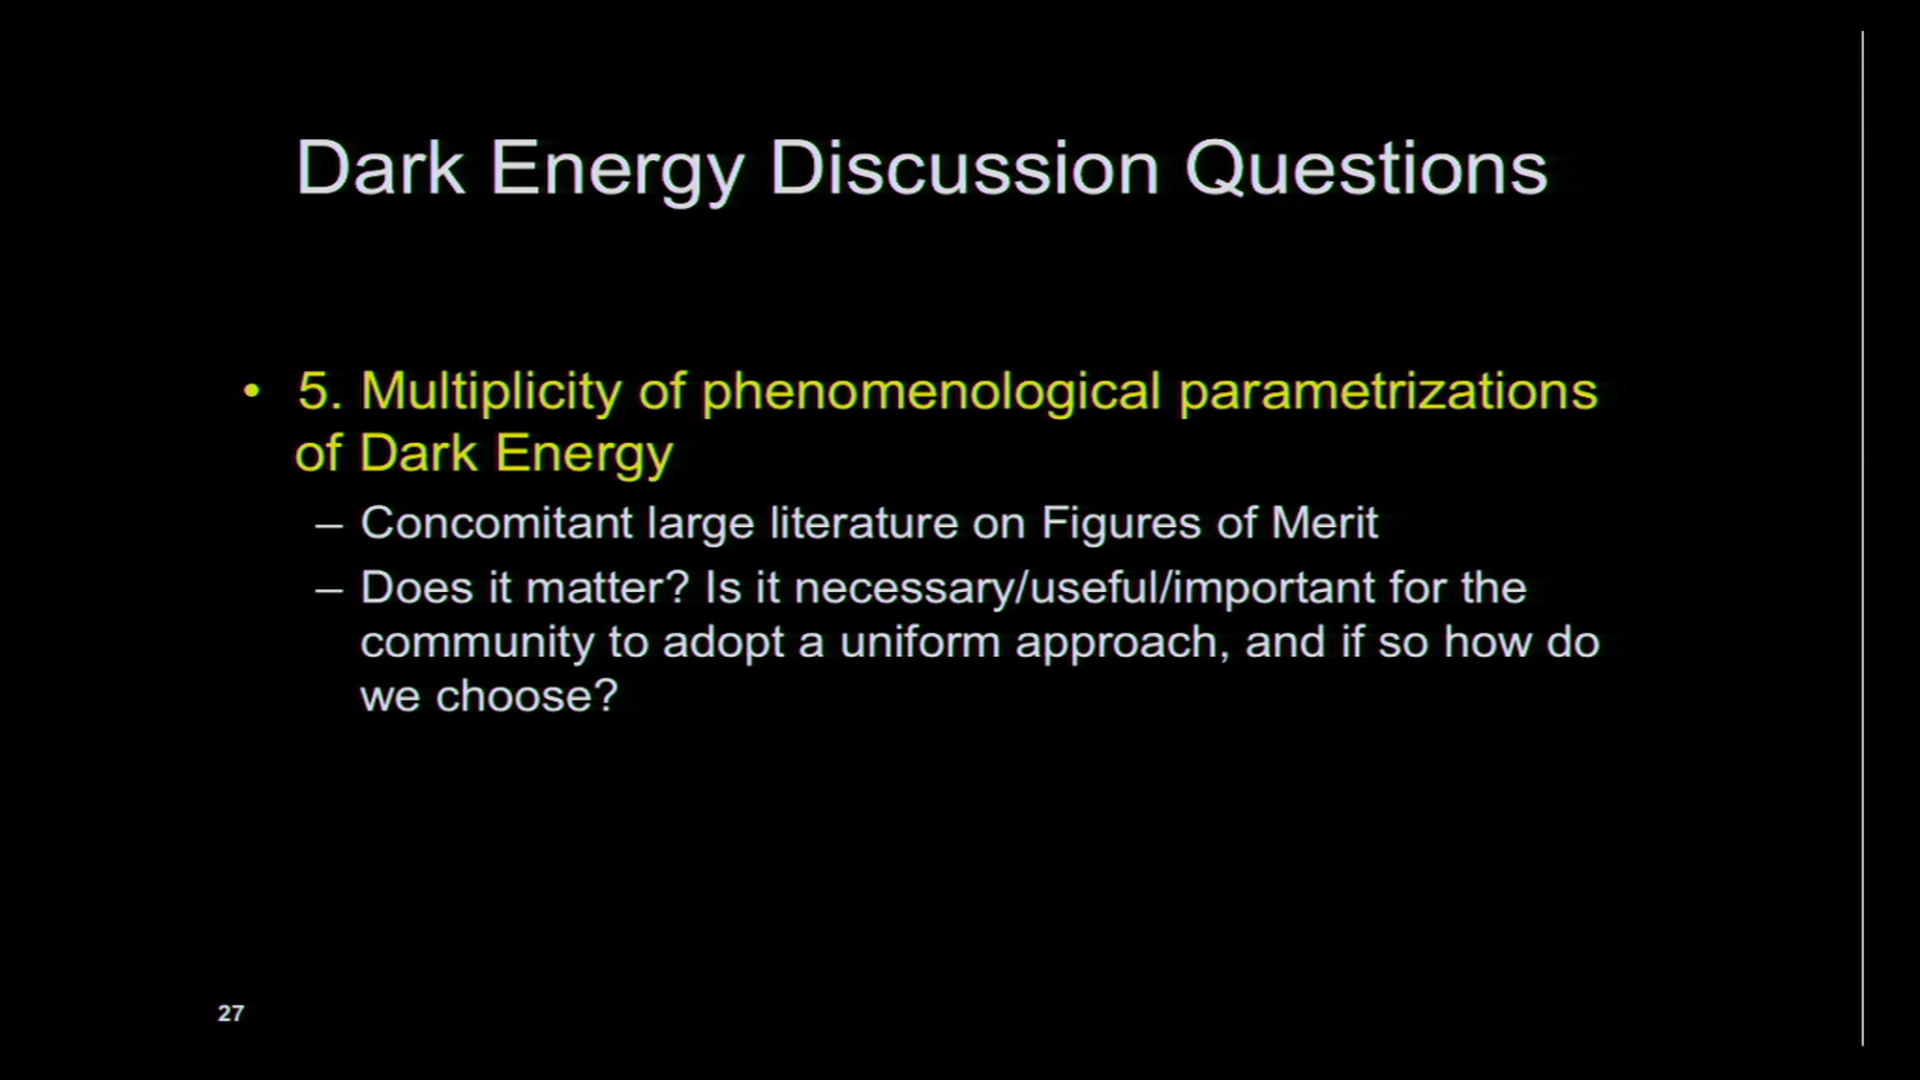 Dark Energy Discussion Questions
• 5. Multiplicity of phenomenological parametrizations
of Dark Energy
– Concomitant large literature on Figures of Merit
– Does it matter? Is it necessary/useful/important for the
community to adopt a uniform approach, and if so how do
we choose?
27